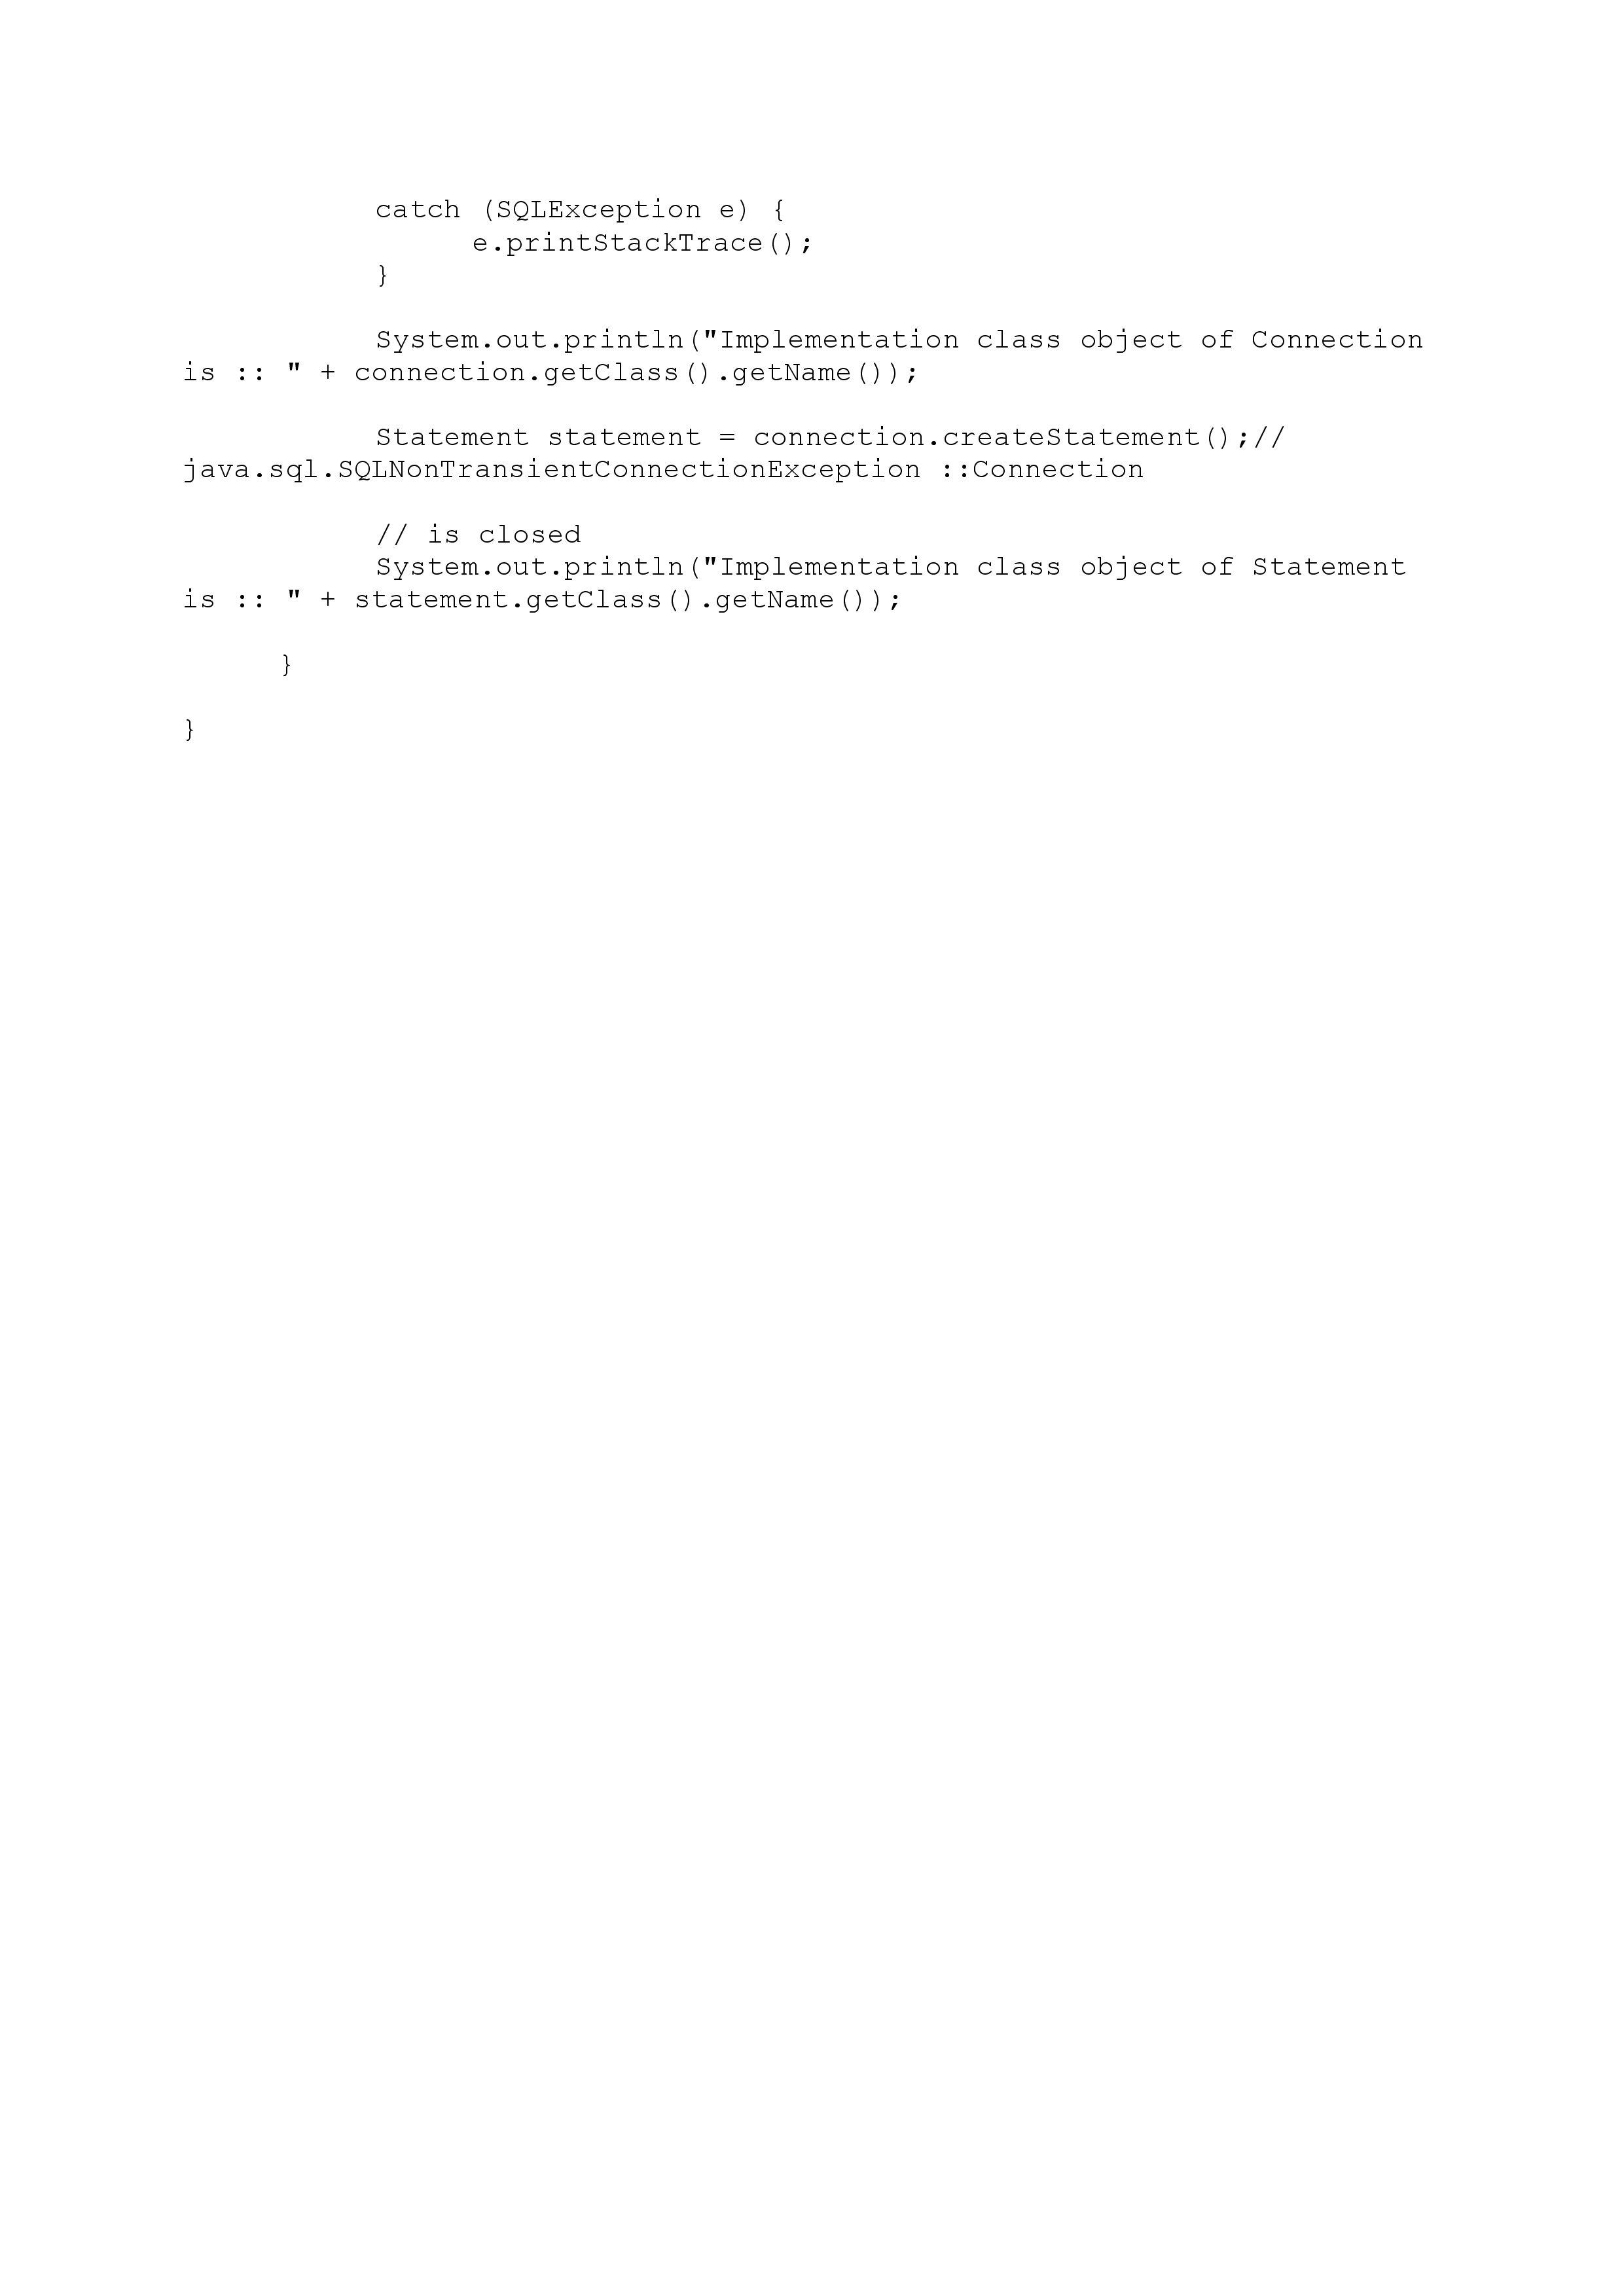 catch (SQLException e) {
e.printStackTrace();
}
System.out.println("Implementation class object of Connection
is :: " + connection.getClass().getName());
Statement statement = connection.createStatement();//
java.sql.SQLNonTransientConnectionException ::Connection
// is closed
System.out.println("Implementation class object of Statement
is :: " + statement.getClass().getName());
}
}